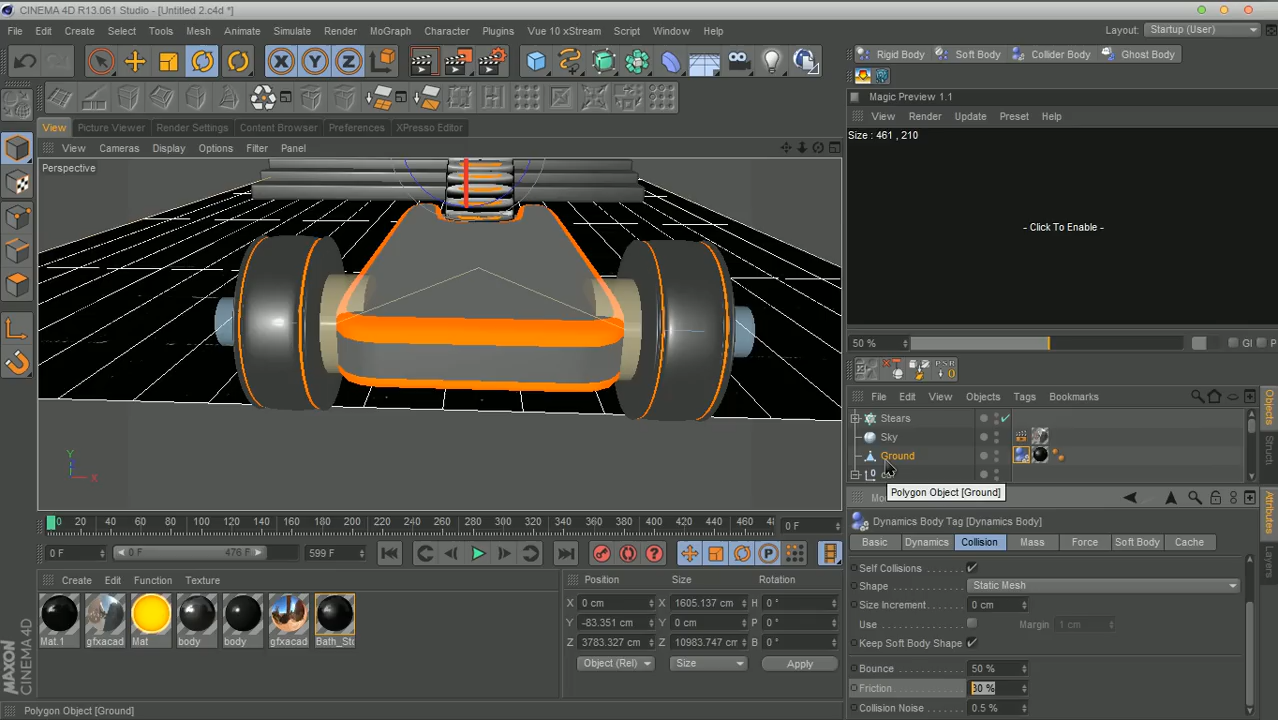 CINEMA 4D R13.061 Studio - [Untitled 2.c4d *]
File Edit Create Select Tools Mesh Animate Simulate Render MoGraph Character Plugins Vue 10 xStream Script Window Help Layout: Startup (User)
Rigid Body Soft Body Collider Body Ghost Body
Magic Preview 1.1
View Render Update Preset Help
Size : 461 , 210
- Click To Enable -
View Picture Viewer Render Settings Content Browser Preferences XPresso Editor
View Cameras Display Options Filter Panel
Perspective
Y
X
50 % GI P
PSR
0
File Edit View Objects Tags Bookmarks
Stears
Sky
Ground
Polygon Object [Ground]
Objects
Struct
Attributes
Layers
Dynamics Body Tag [Dynamics Body]
Basic Dynamics Collision Mass Force Soft Body Cache
Self Collisions
Shape Static Mesh
Size Increment 0 cm
Use Margin 1 cm
Keep Soft Body Shape
Bounce 50 %
Friction 30 %
Collision Noise 0.5 %
0 20 40 60 80 100 120 140 160 180 200 220 240 260 280 300 320 340 360 380 400 420 440 460 48 0 F
0 F 0 F 476 F 599 F
Create Edit Function Texture
Mat.1 gfxacad Mat body body gfxacad Bath_Sto
Position Size Rotation
X 0 cm X 1605.137 cm H 0 °
Y -83.351 cm Y 0 cm P 0 °
Z 3783.327 cm Z 10983.747 cm B 0 °
Object (Rel) Size Apply
MAXON
CINEMA 4D
Polygon Object [Ground]